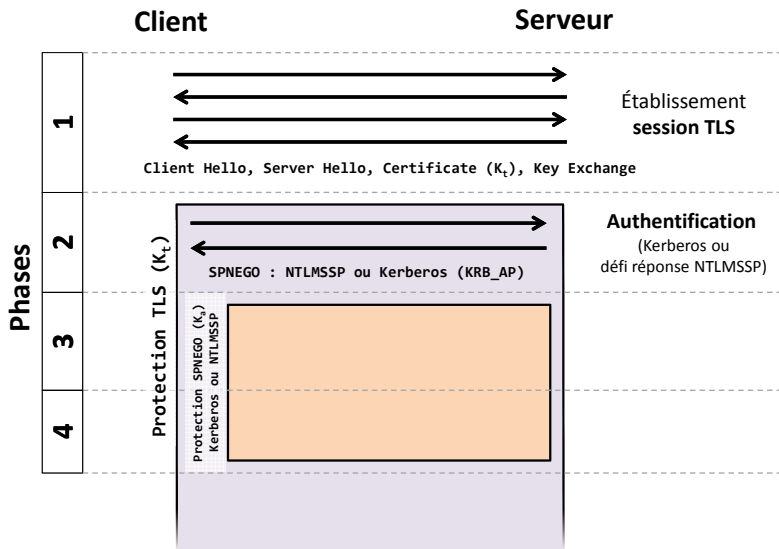 Client
Serveur
Phases
1
Établissement
session TLS
Client Hello, Server Hello, Certificate (Kt), Key Exchange
2
Authentification
(Kerberos ou
défi réponse NTLMSSP)
SPNEGO : NTLMSSP ou Kerberos (KRB_AP)
Protection TLS (Kt)
3
Protection SPNEGO (Ka)
Kerberos ou NTLMSSP
4